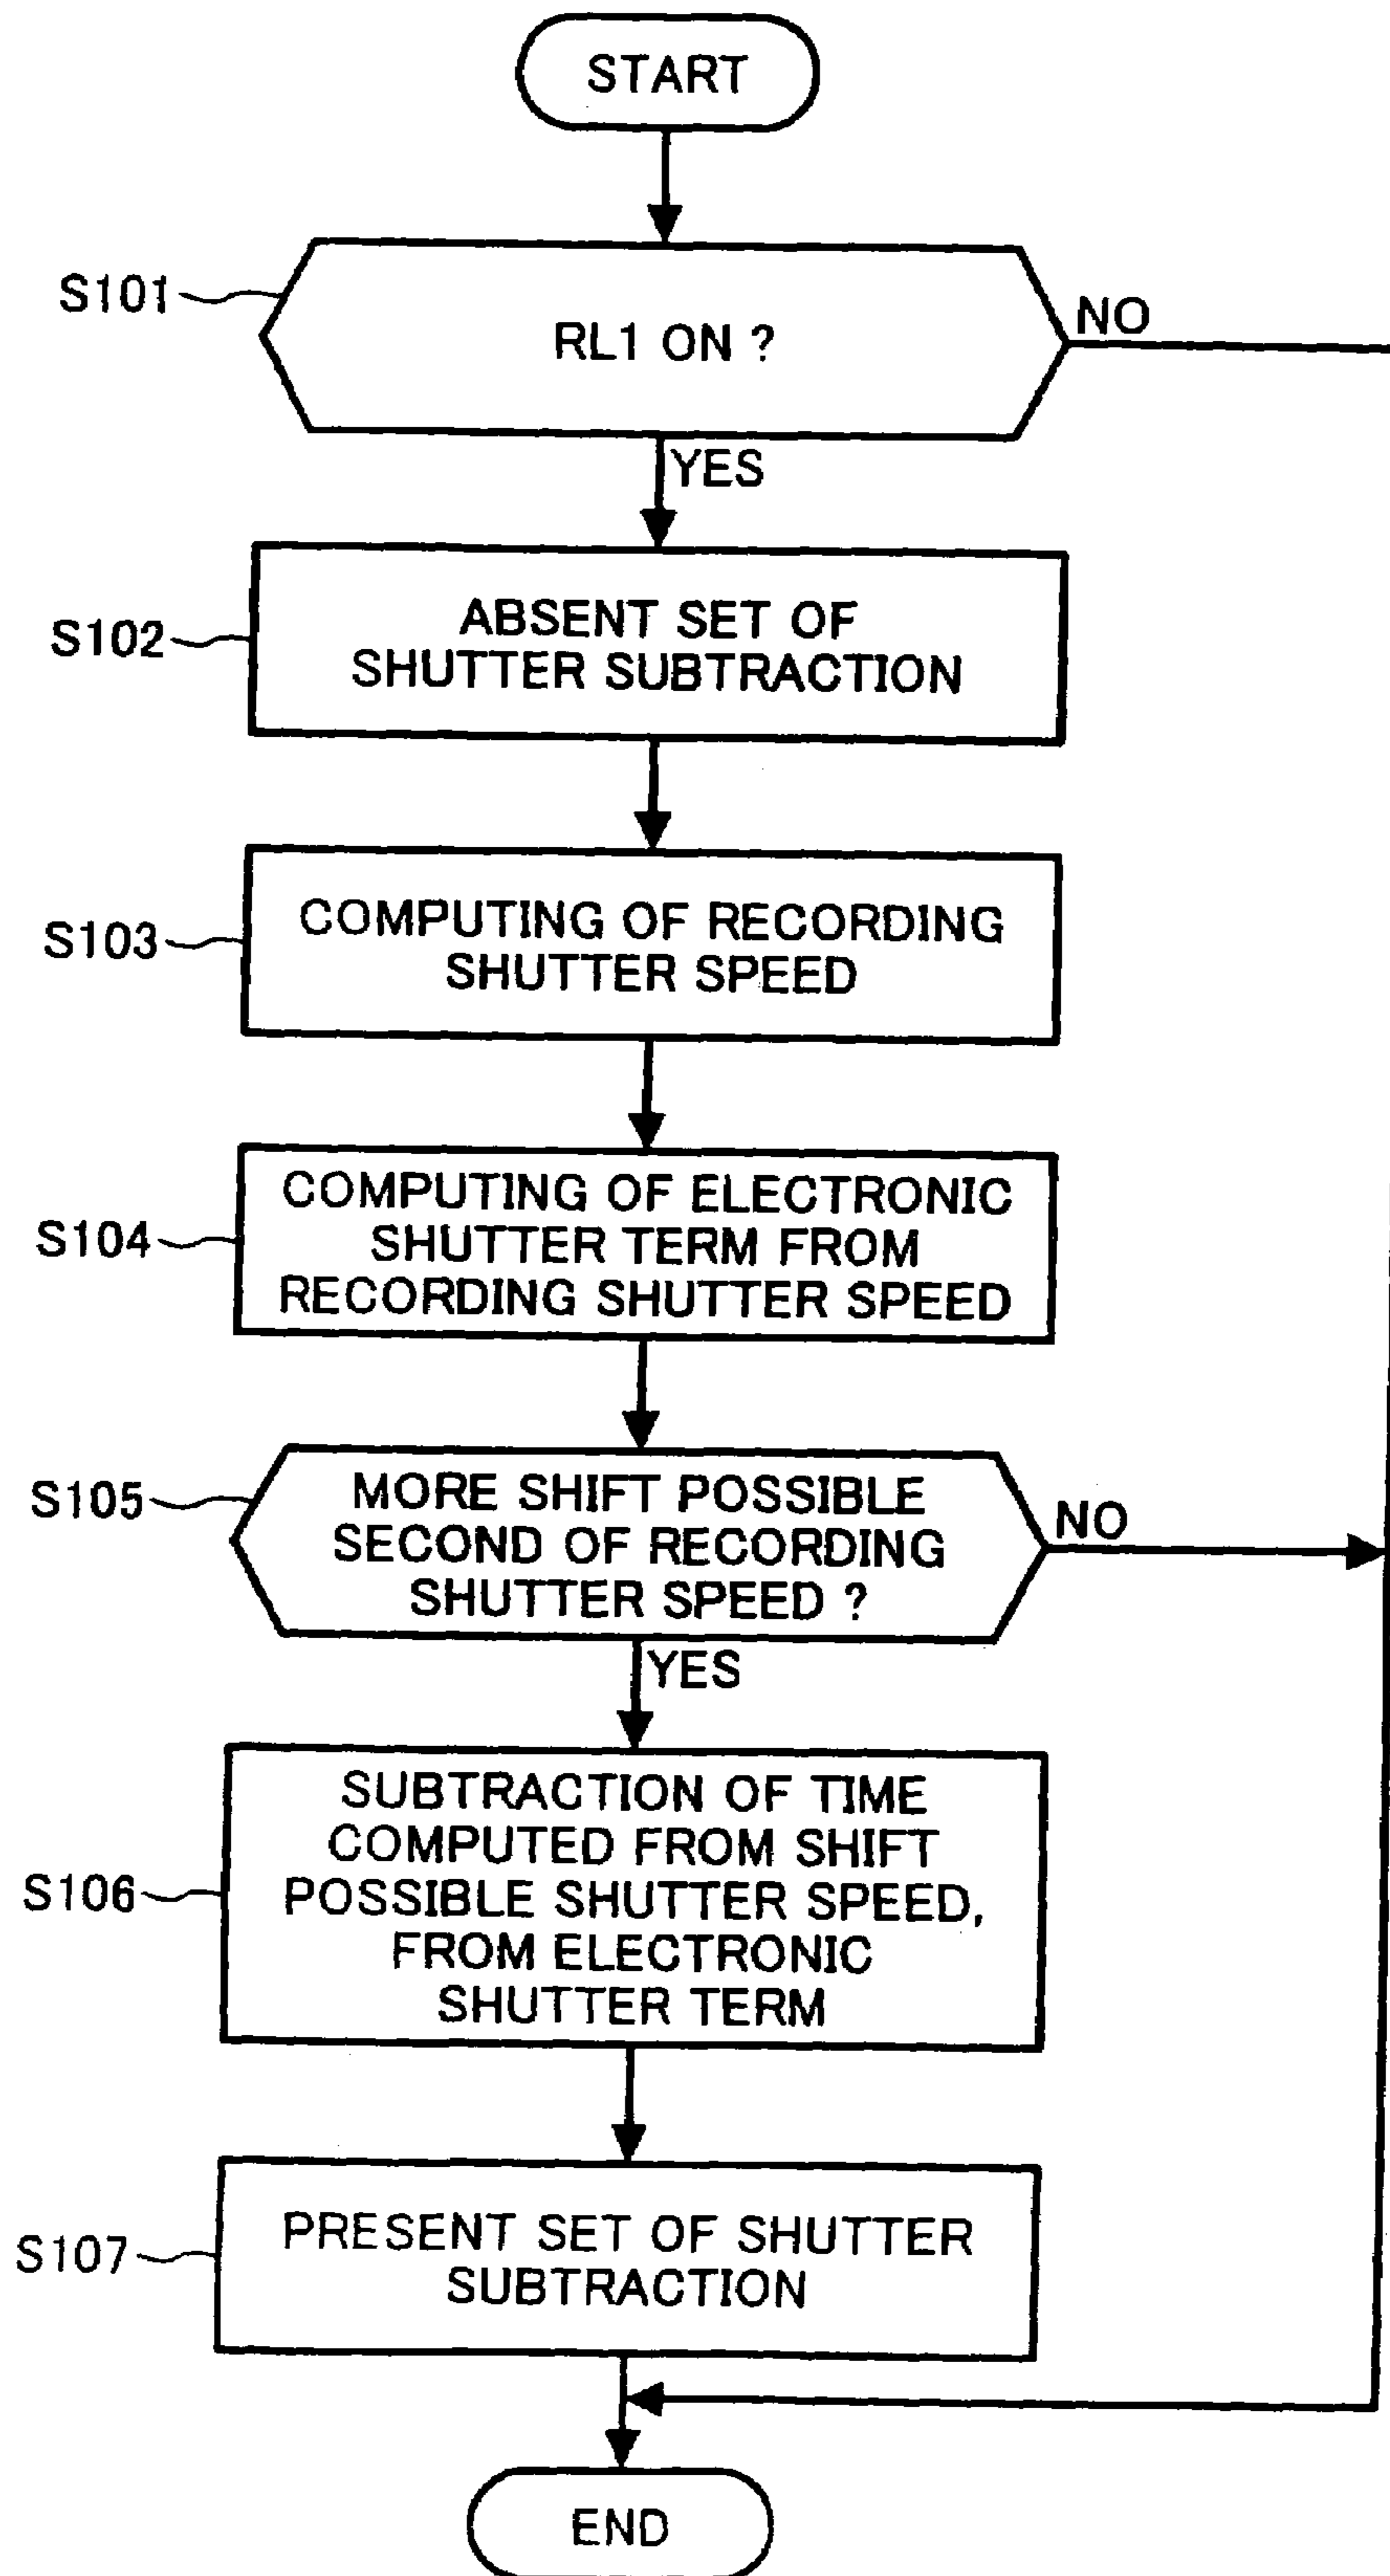 START
S101
RL1 ON ?
NO
YES
S102
ABSENT SET OF
SHUTTER SUBTRACTION
S103
COMPUTING OF RECORDING
SHUTTER SPEED
S104
COMPUTING OF ELECTRONIC
SHUTTER TERM FROM
RECORDING SHUTTER SPEED
S105
MORE SHIFT POSSIBLE
SECOND OF RECORDING
SHUTTER SPEED ?
NO
YES
S106
SUBTRACTION OF TIME
COMPUTED FROM SHIFT
POSSIBLE SHUTTER SPEED,
FROM ELECTRONIC
SHUTTER TERM
S107
PRESENT SET OF SHUTTER
SUBTRACTION
END